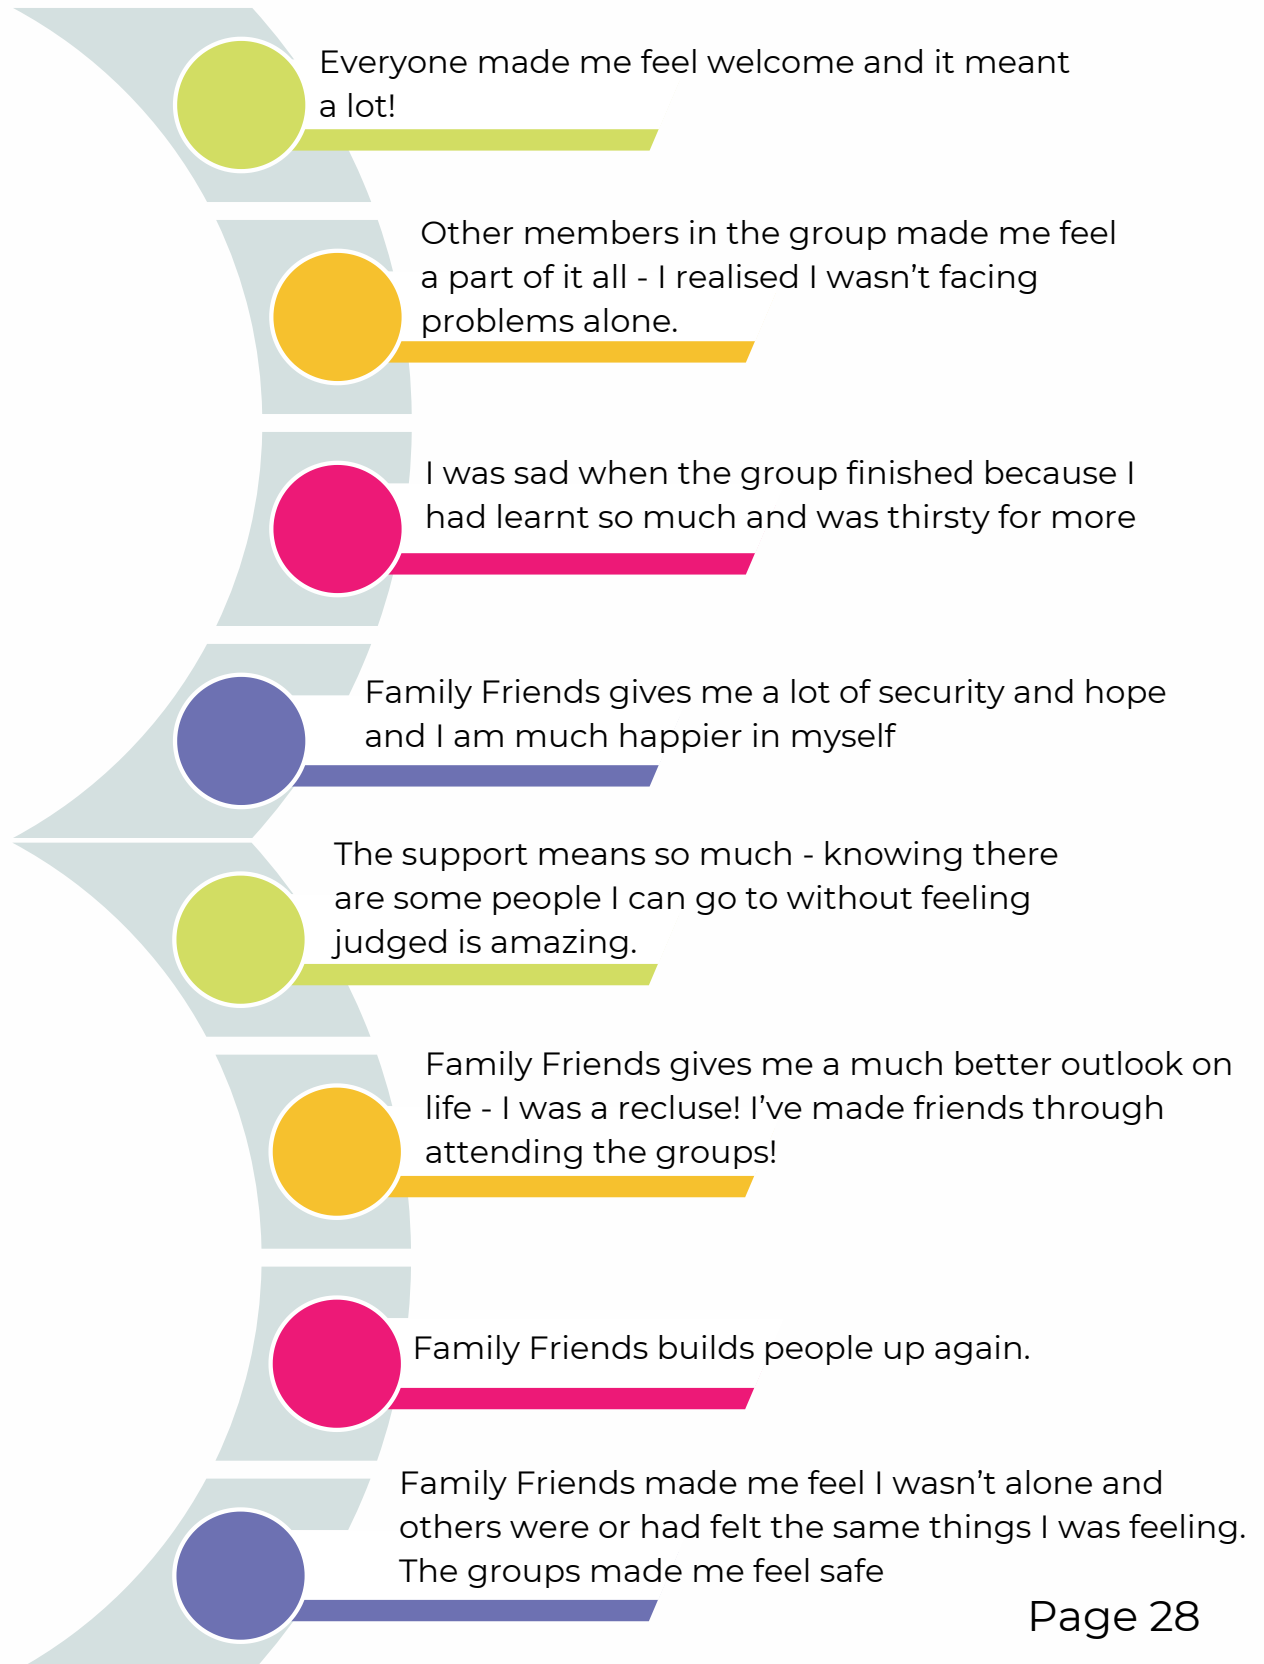 Everyone made me feel welcome and it meant
a lot!
Other members in the group made me feel
a part of it all - I realised I wasn’t facing
problems alone.
I was sad when the group finished because I
had learnt so much and was thirsty for more
Family Friends gives me a lot of security and hope
and I am much happier in myself
The support means so much - knowing there
are some people I can go to without feeling
judged is amazing.
Family Friends gives me a much better outlook on
life - I was a recluse! I’ve made friends through
attending the groups!
Family Friends builds people up again.
Family Friends made me feel I wasn’t alone and
others were or had felt the same things I was feeling.
The groups made me feel safe
Page 28